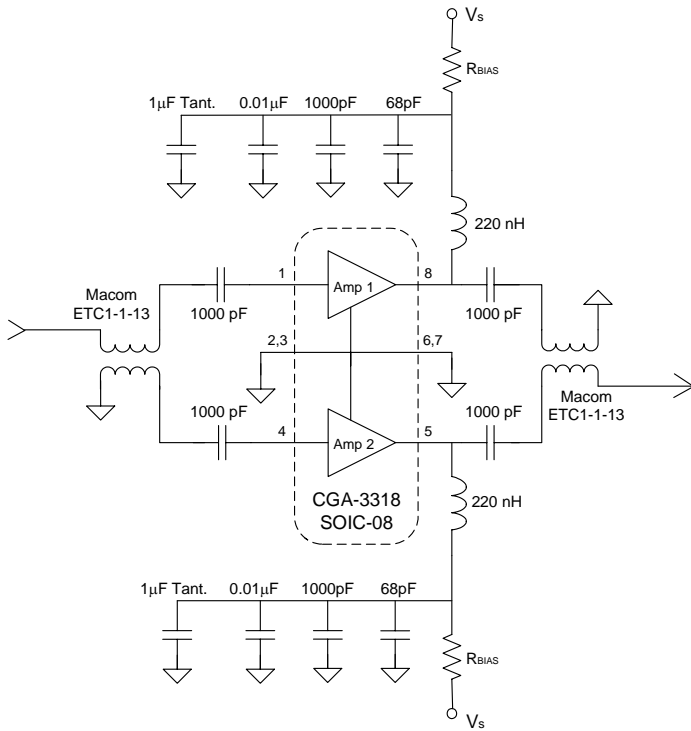 Vs
RBIAS
1μF Tant. 0.01μF 1000pF 68pF
220 nH
1 Amp 1 8
Macom
ETC1-1-13
1000 pF 1000 pF
2,3 6,7
1000 pF 1000 pF
Macom
ETC1-1-13
4 Amp 2 5
CGA-3318
SOIC-08
220 nH
1μF Tant. 0.01μF 1000pF 68pF
RBIAS
Vs